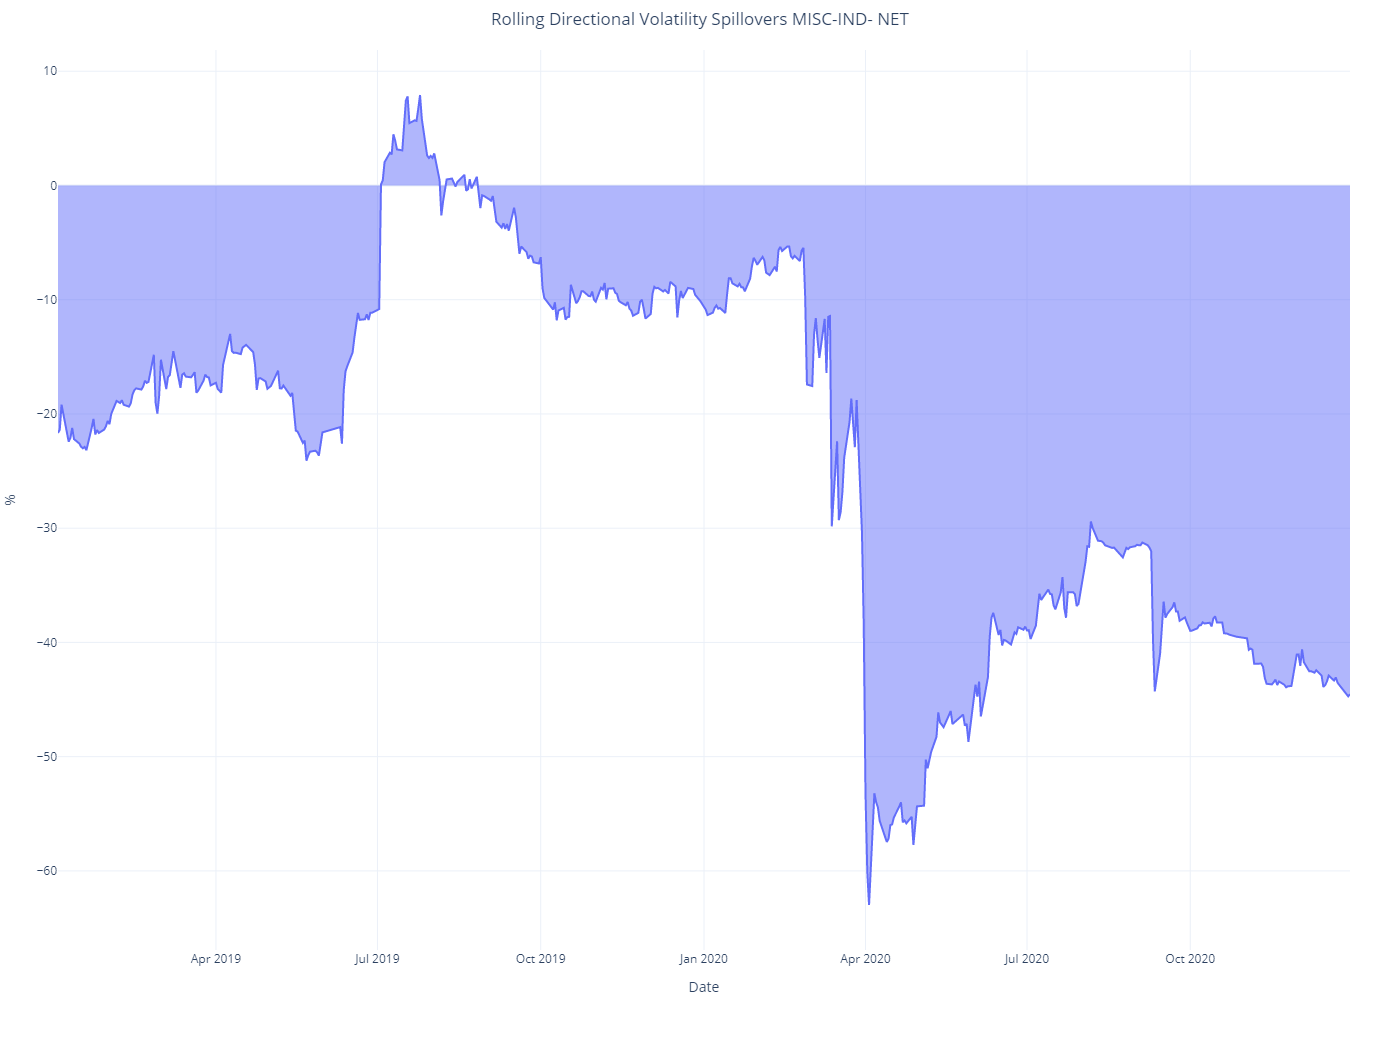 Rolling Directional Volatility Spillovers MISC-IND- NET
10
0
−10
−20
−30
−40
−50
−60
%
Apr 2019
Jul 2019
Oct 2019
Jan 2020
Apr 2020
Jul 2020
Oct 2020
Date